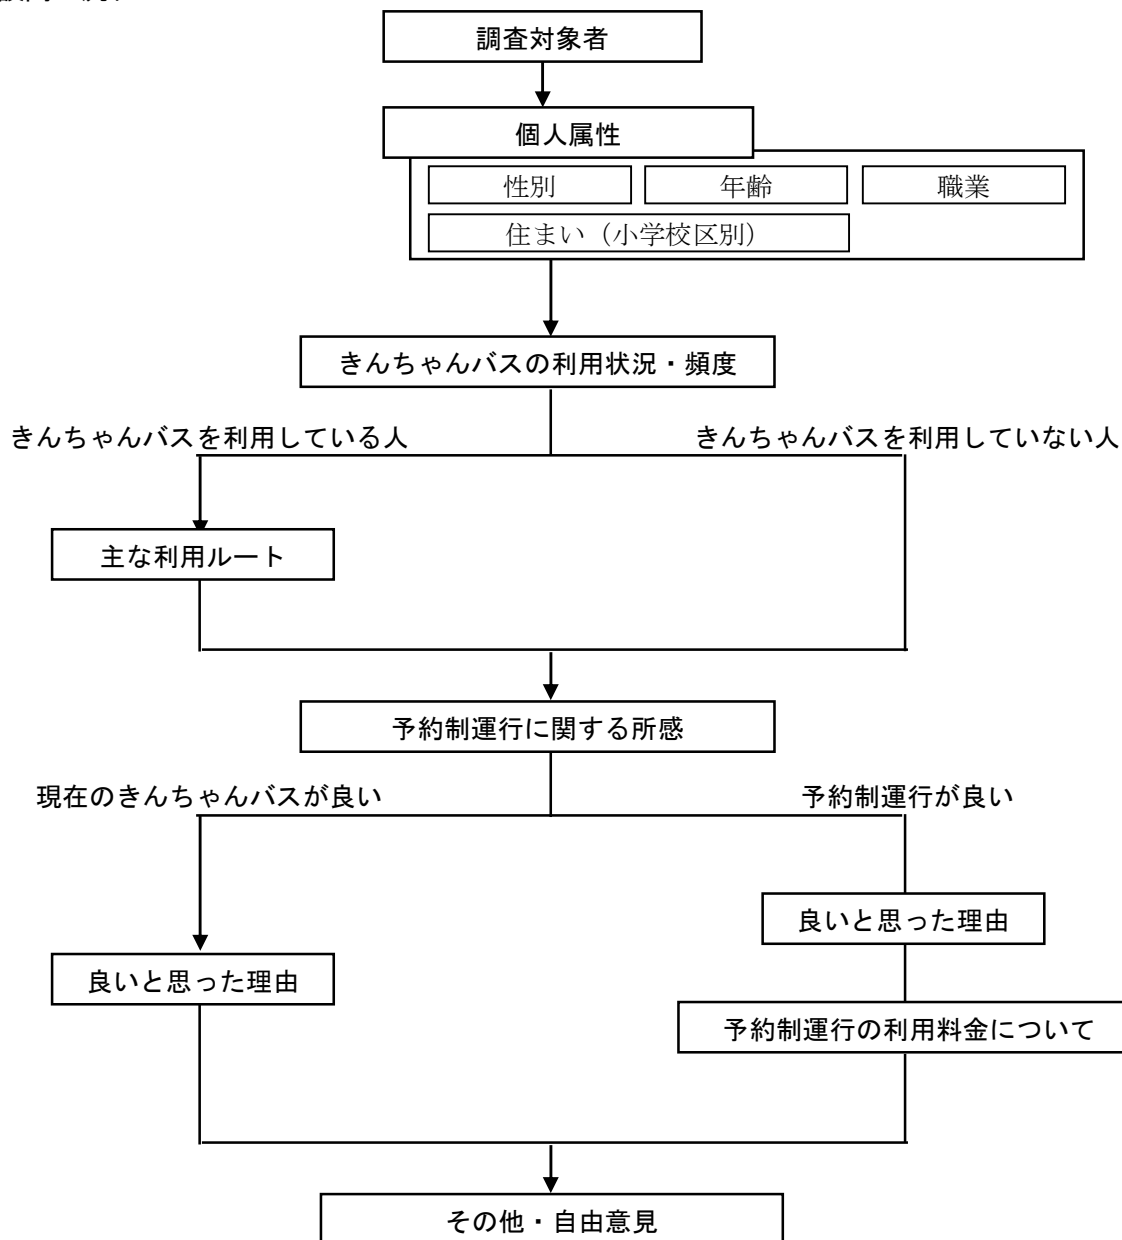 調査対象者
個人属性
性別
年齢
職業
住まい（小学校区別）
きんちゃんバスの利用状況・頻度
きんちゃんバスを利用している人
きんちゃんバスを利用していない人
主な利用ルート
予約制運行に関する所感
現在のきんちゃんバスが良い
予約制運行が良い
良いと思った理由
良いと思った理由
予約制運行の利用料金について
その他・自由意見